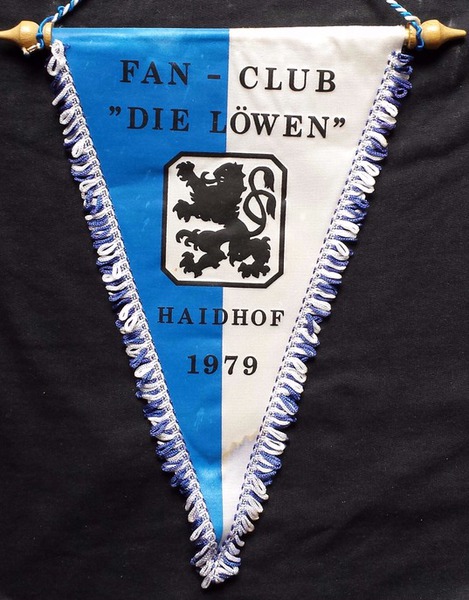 FAN - CLUB
"DIE LÖWEN"
HAIDHOF
1979